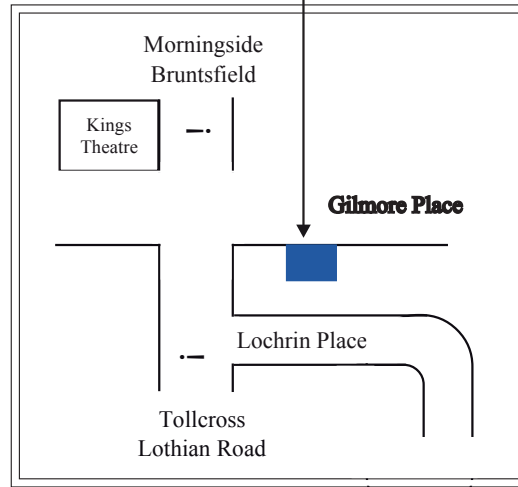 Morningside
Bruntsfield
Kings
Theatre
Gilmore Place
Lochrin Place
Tollcross
Lothian Road